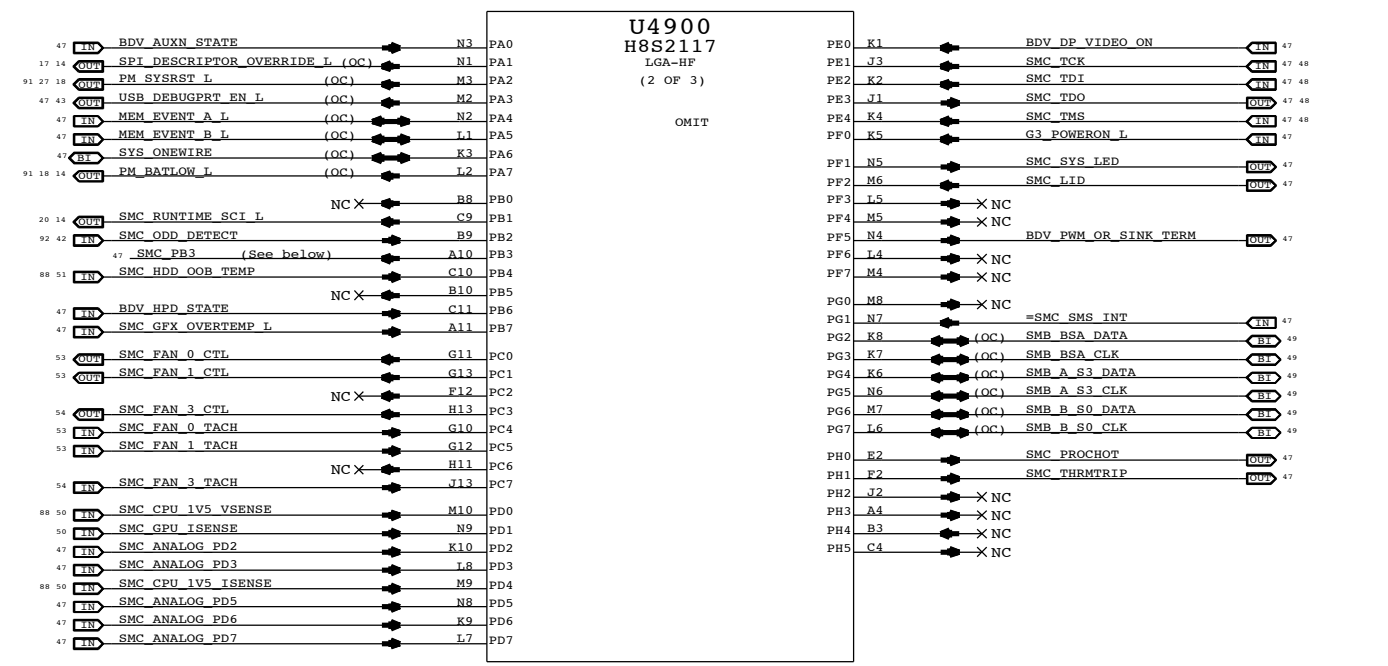 U4900
H8S2117
LGA-HF
(2 OF 3)
OMIT
47 IN BDV_AUXN_STATE N3 PA0
17 14 OUT SPI_DESCRIPTOR_OVERRIDE_L (OC) N1 PA1
91 27 18 OUT PM_SYSRST_L (OC) M3 PA2
47 43 OUT USB_DEBUGPRT_EN_L (OC) M2 PA3
47 IN MEM_EVENT_A_L (OC) N2 PA4
47 IN MEM_EVENT_B_L (OC) L1 PA5
47 BI SYS_ONEWIRE (OC) K3 PA6
91 18 14 OUT PM_BATLOW_L (OC) L2 PA7
NC B8 PB0
20 14 OUT SMC_RUNTIME_SCI_L C9 PB1
92 42 IN SMC_ODD_DETECT B9 PB2
47 SMC_PB3 (See below) A10 PB3
88 51 IN SMC_HDD_OOB_TEMP C10 PB4
NC B10 PB5
47 IN BDV_HPD_STATE C11 PB6
47 IN SMC_GFX_OVERTEMP_L A11 PB7
53 OUT SMC_FAN_0_CTL G11 PC0
53 OUT SMC_FAN_1_CTL G13 PC1
NC F12 PC2
54 OUT SMC_FAN_3_CTL H13 PC3
53 IN SMC_FAN_0_TACH G10 PC4
53 IN SMC_FAN_1_TACH G12 PC5
NC H11 PC6
54 IN SMC_FAN_3_TACH J13 PC7
88 50 IN SMC_CPU_1V5_VSENSE M10 PD0
50 IN SMC_GPU_ISENSE N9 PD1
47 IN SMC_ANALOG_PD2 K10 PD2
47 IN SMC_ANALOG_PD3 L8 PD3
88 50 IN SMC_CPU_1V5_ISENSE M9 PD4
47 IN SMC_ANALOG_PD5 N8 PD5
47 IN SMC_ANALOG_PD6 K9 PD6
47 IN SMC_ANALOG_PD7 L7 PD7
PE0 K1 BDV_DP_VIDEO_ON IN 47
PE1 J3 SMC_TCK IN 47 48
PE2 K2 SMC_TDI IN 47 48
PE3 J1 SMC_TDO OUT 47 48
PE4 K4 SMC_TMS IN 47 48
PF0 K5 G3_POWERON_L IN 47
PF1 N5 SMC_SYS_LED OUT 47
PF2 M6 SMC_LID OUT 47
PF3 L5 NC
PF4 M5 NC
PF5 N4 BDV_PWM_OR_SINK_TERM OUT 47
PF6 L4 NC
PF7 M4 NC
PG0 M8 NC
PG1 N7 =SMC_SMS_INT IN 47
PG2 K8 (OC) SMB_BSA_DATA BI 49
PG3 K7 (OC) SMB_BSA_CLK BI 49
PG4 K6 (OC) SMB_A_S3_DATA BI 49
PG5 N6 (OC) SMB_A_S3_CLK BI 49
PG6 M7 (OC) SMB_B_S0_DATA BI 49
PG7 L6 (OC) SMB_B_S0_CLK BI 49
PH0 E2 SMC_PROCHOT OUT 47
PH1 F2 SMC_THRMTRIP OUT 47
PH2 J2 NC
PH3 A4 NC
PH4 B3 NC
PH5 C4 NC